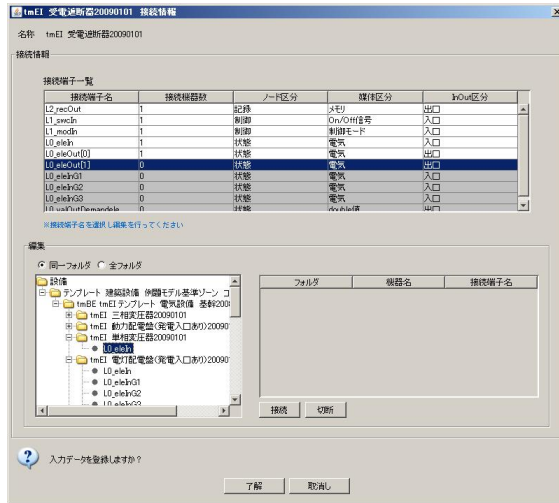 tmEI 受電遮断器20090101 接続情報
名称 tmEI 受電遮断器20090101
接続情報
接続端子一覧
接続端子名 接続機器数 ノード区分 媒体区分 InOut区分
L2_recOut 1 記録 メモリ 出口
L1_swcIn 1 制御 On/Off信号 入口
L1_modIn 1 制御 制御モード 入口
L0_eleIn 1 状態 電気 入口
L0_eleOut[0] 1 状態 電気 出口
L0_eleOut[1] 0 状態 電気 出口
L0_eleInG1 0 状態 電気 入口
L0_eleInG2 0 状態 電気 入口
L0_eleInG3 0 状態 電気 入口
L0_valOutDemandele 0 状態 double値 出口
※接続端子名を選択し編集を行ってください
編集
同一フォルダ 全フォルダ
設備
テンプレート 建築設備 例題モデル基準ゾーン コ
tmBE tmEIテンプレート 電気設備 基幹200
tmEI 三相変圧器20090101
tmEI 動力配電盤(発電入口あり)20090
tmEI 単相変圧器20090101
L0_eleIn
tmEI 電灯配電盤(発電入口あり)20090
L0_eleIn
L0_eleInG1
L0_eleInG2
L0_eleInG3
フォルダ 機器名 接続端子名
接続 切断
入力データを登録しますか？
了解 取消し